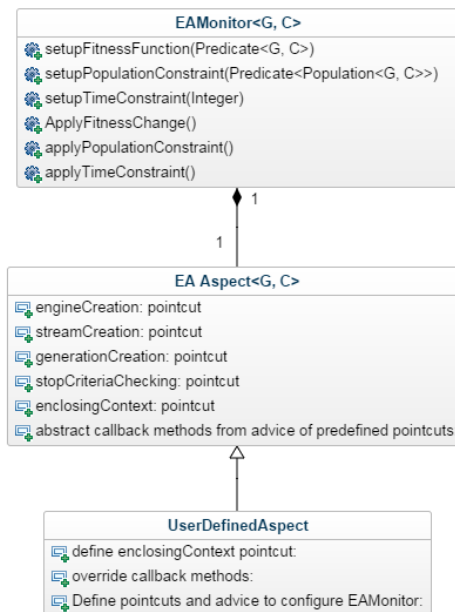 EAMonitor<G, C>
setupFitnessFunction(Predicate<G, C>)
setupPopulationConstraint(Predicate<Population<G, C>>)
setupTimeConstraint(Integer)
ApplyFitnessChange()
applyPopulationConstraint()
applyTimeConstraint()
1
1
EA Aspect<G, C>
engineCreation: pointcut
streamCreation: pointcut
generationCreation: pointcut
stopCriteriaChecking: pointcut
enclosingContext: pointcut
abstract callback methods from advice of predefined pointcuts
UserDefinedAspect
define enclosingContext pointcut:
override callback methods:
Define pointcuts and advice to configure EAMonitor: